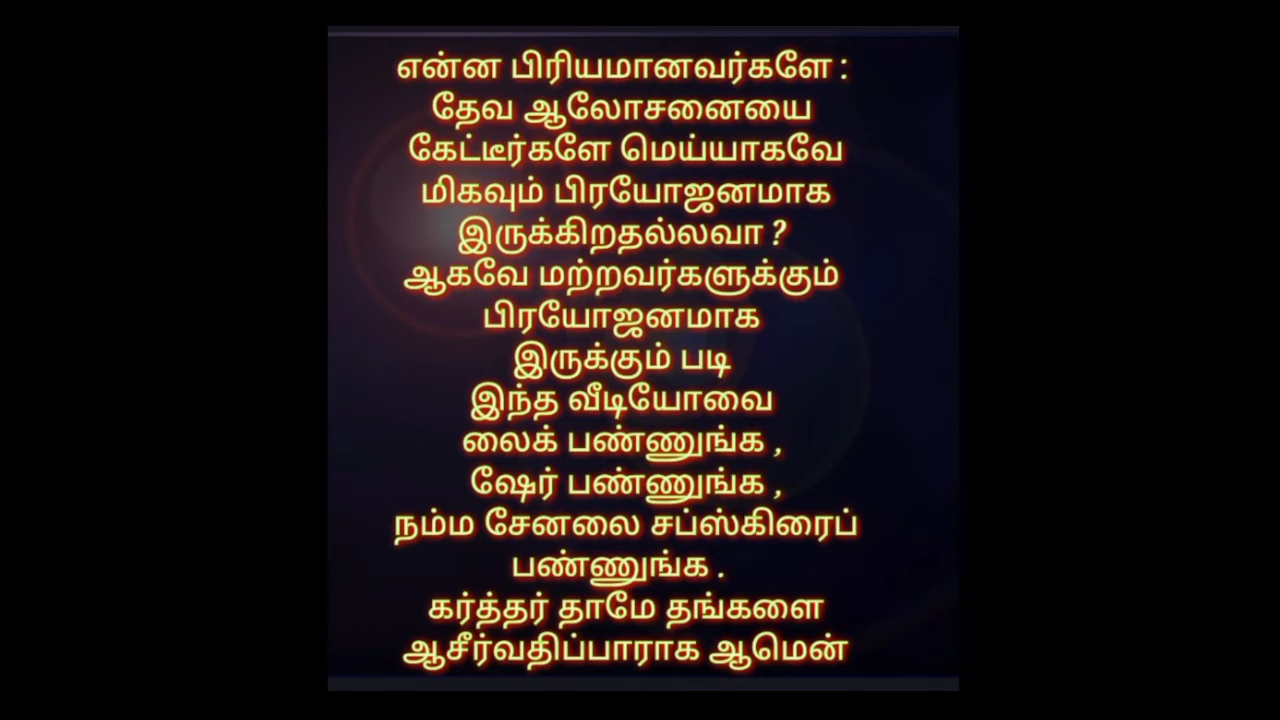 என்ன பிரியமானவர்களே :
தேவ ஆலோசனையை
கேட்டீர்களே மெய்யாகவே
மிகவும் பிரயோஜனமாக
இருக்கிறதல்லவா ?
ஆகவே மற்றவர்களுக்கும்
பிரயோஜனமாக
இருக்கும் படி
இந்த வீடியோவை
லைக் பண்ணுங்க ,
ஷேர் பண்ணுங்க ,
நம்ம சேனலை சப்ஸ்கிரைப்
பண்ணுங்க .
கர்த்தர் தாமே தங்களை
ஆசீர்வதிப்பாராக ஆமென்